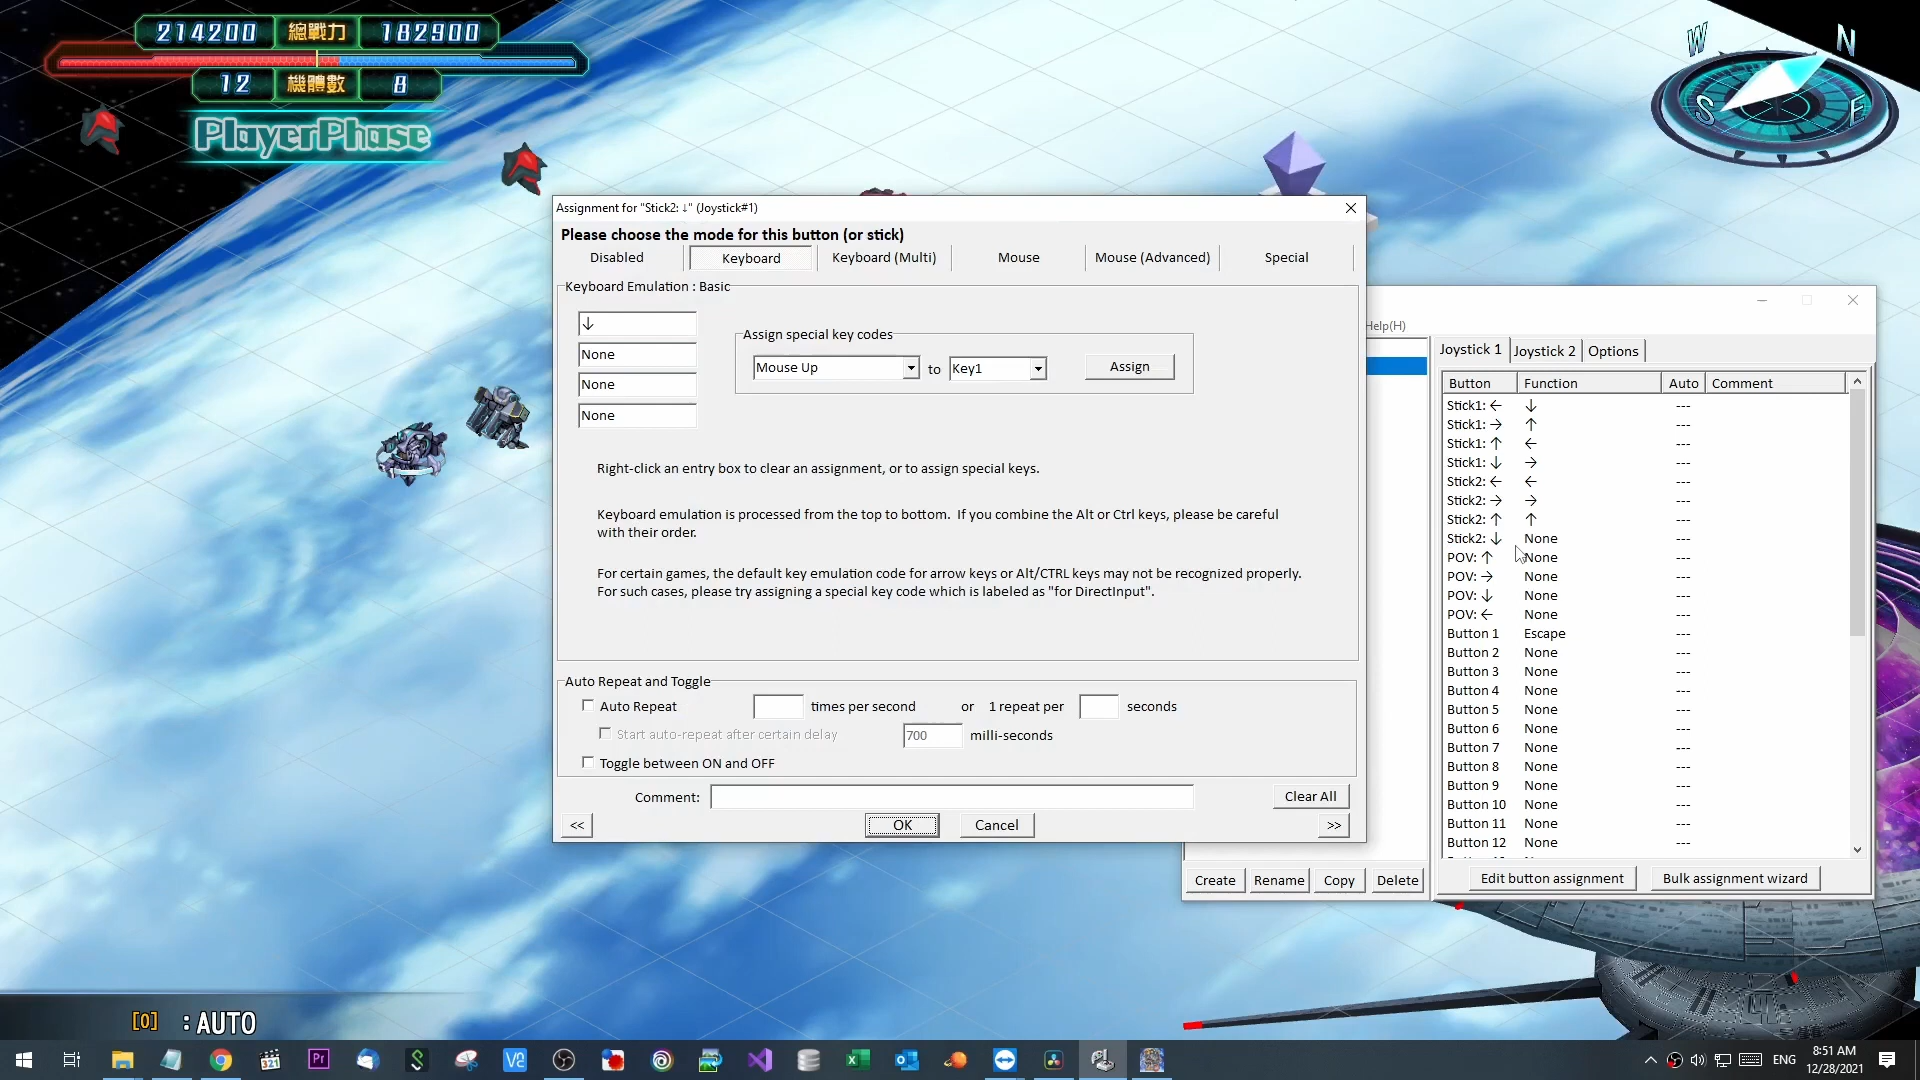 214200 總戰力 182900
12 機體數 8
PlayerPhase
W N
S E
Assignment for "Stick2: ↓" (Joystick#1)
Please choose the mode for this button (or stick)
Disabled Keyboard Keyboard (Multi) Mouse Mouse (Advanced) Special
Keyboard Emulation : Basic
↓
None
None
None
Assign special key codes
Mouse Up to Key1 Assign
Right-click an entry box to clear an assignment, or to assign special keys.
Keyboard emulation is processed from the top to bottom. If you combine the Alt or Ctrl keys, please be careful
with their order.
For certain games, the default key emulation code for arrow keys or Alt/CTRL keys may not be recognized properly.
For such cases, please try assigning a special key code which is labeled as "for DirectInput".
Auto Repeat and Toggle
Auto Repeat times per second or 1 repeat per seconds
Start auto-repeat after certain delay 700 milli-seconds
Toggle between ON and OFF
Comment: Clear All
<< OK Cancel >>
Help(H)
Joystick 1 Joystick 2 Options
Button Function Auto Comment
Stick1: ← ↓ ---
Stick1: → ↑ ---
Stick1: ↑ ← ---
Stick1: ↓ → ---
Stick2: ← ← ---
Stick2: → → ---
Stick2: ↑ ↑ ---
Stick2: ↓ None ---
POV: ↑ None ---
POV: → None ---
POV: ↓ None ---
POV: ← None ---
Button 1 Escape ---
Button 2 None ---
Button 3 None ---
Button 4 None ---
Button 5 None ---
Button 6 None ---
Button 7 None ---
Button 8 None ---
Button 9 None ---
Button 10 None ---
Button 11 None ---
Button 12 None ---
Create Rename Copy Delete
Edit button assignment Bulk assignment wizard
[0] : AUTO
321 Pr S VE
ENG
8:51 AM
12/28/2021